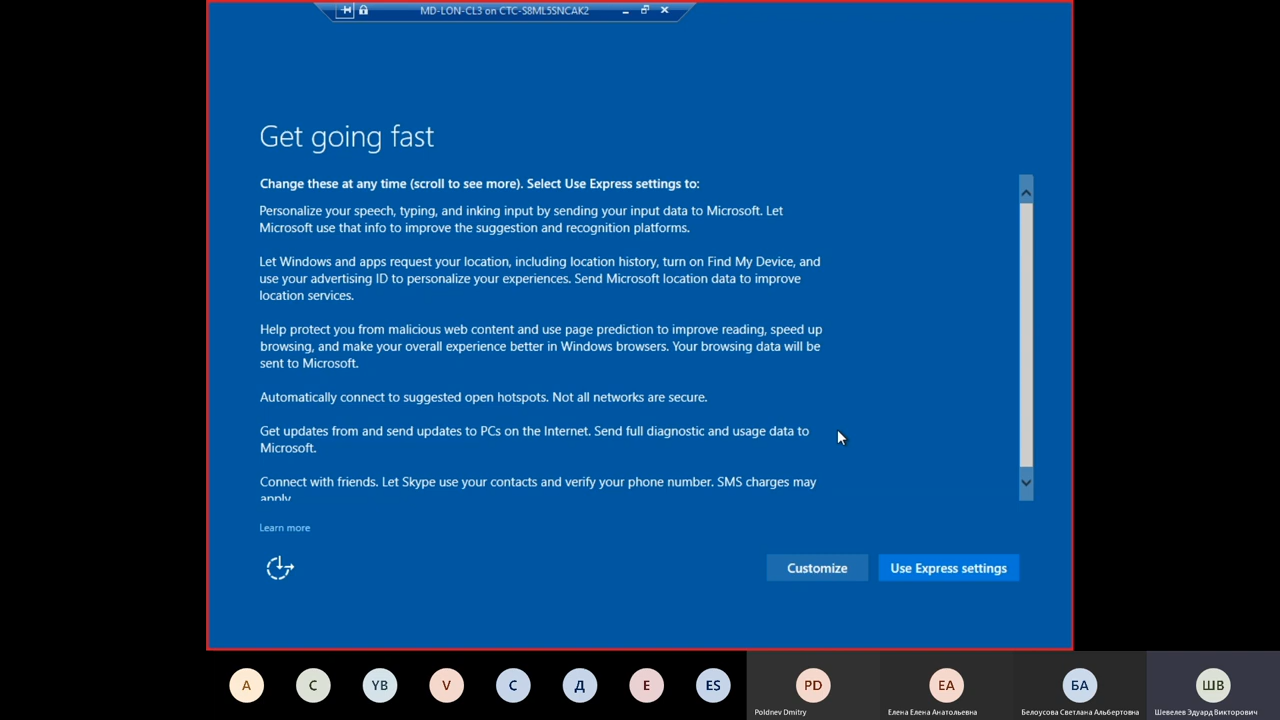 MD-LON-CL3 on CTC-S8ML5SNCAK2
Get going fast
Change these at any time (scroll to see more). Select Use Express settings to:
Personalize your speech, typing, and inking input by sending your input data to Microsoft. Let
Microsoft use that info to improve the suggestion and recognition platforms.
Let Windows and apps request your location, including location history, turn on Find My Device, and
use your advertising ID to personalize your experiences. Send Microsoft location data to improve
location services.
Help protect you from malicious web content and use page prediction to improve reading, speed up
browsing, and make your overall experience better in Windows browsers. Your browsing data will be
sent to Microsoft.
Automatically connect to suggested open hotspots. Not all networks are secure.
Get updates from and send updates to PCs on the Internet. Send full diagnostic and usage data to
Microsoft.
Connect with friends. Let Skype use your contacts and verify your phone number. SMS charges may
apply.
Learn more
Customize
Use Express settings
A
C
YB
V
C
Д
E
ES
PD
EA
БА
ШВ
Poldnev Dmitry
Елена Елена Анатольевна
Белоусова Светлана Альбертовна
Шевелев Эдуард Викторович